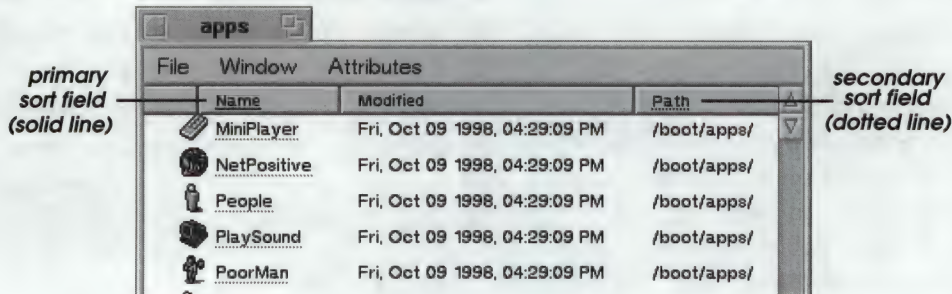 apps
File Window Attributes
primary
sort field
(solid line)
Name Modified Path
secondary
sort field
(dotted line)
MiniPlayer Fri, Oct 09 1998, 04:29:09 PM /boot/apps/
NetPositive Fri, Oct 09 1998, 04:29:09 PM /boot/apps/
People Fri, Oct 09 1998, 04:29:09 PM /boot/apps/
PlaySound Fri, Oct 09 1998, 04:29:09 PM /boot/apps/
PoorMan Fri, Oct 09 1998, 04:29:09 PM /boot/apps/